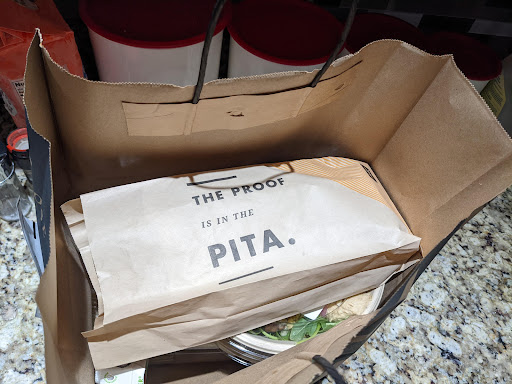 THE PROOF
IS IN THE
PITA.